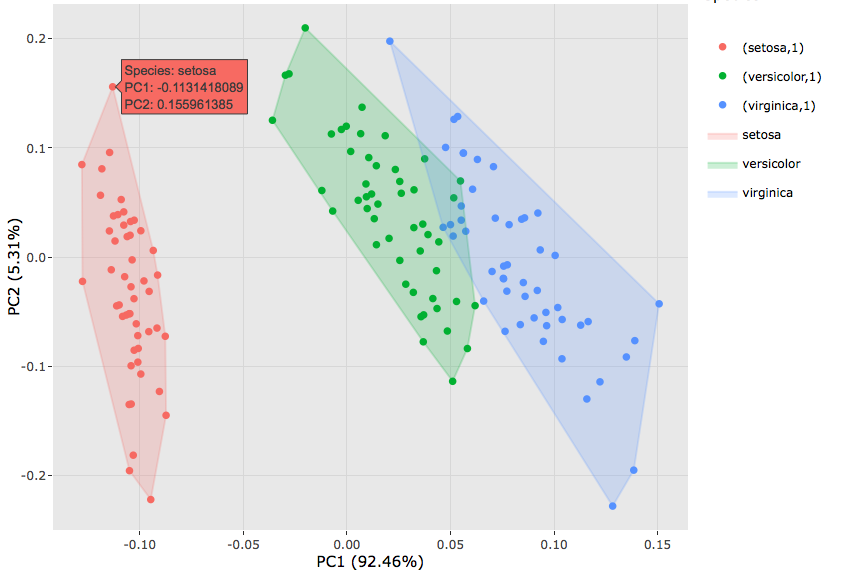 (setosa,1)
(versicolor,1)
(virginica,1)
setosa
versicolor
virginica
Species: setosa
PC1: -0.1131418089
PC2: 0.155961385
PC2 (5.31%)
0.2
0.1
0.0
-0.1
-0.2
-0.10
-0.05
0.00
0.05
0.10
0.15
PC1 (92.46%)